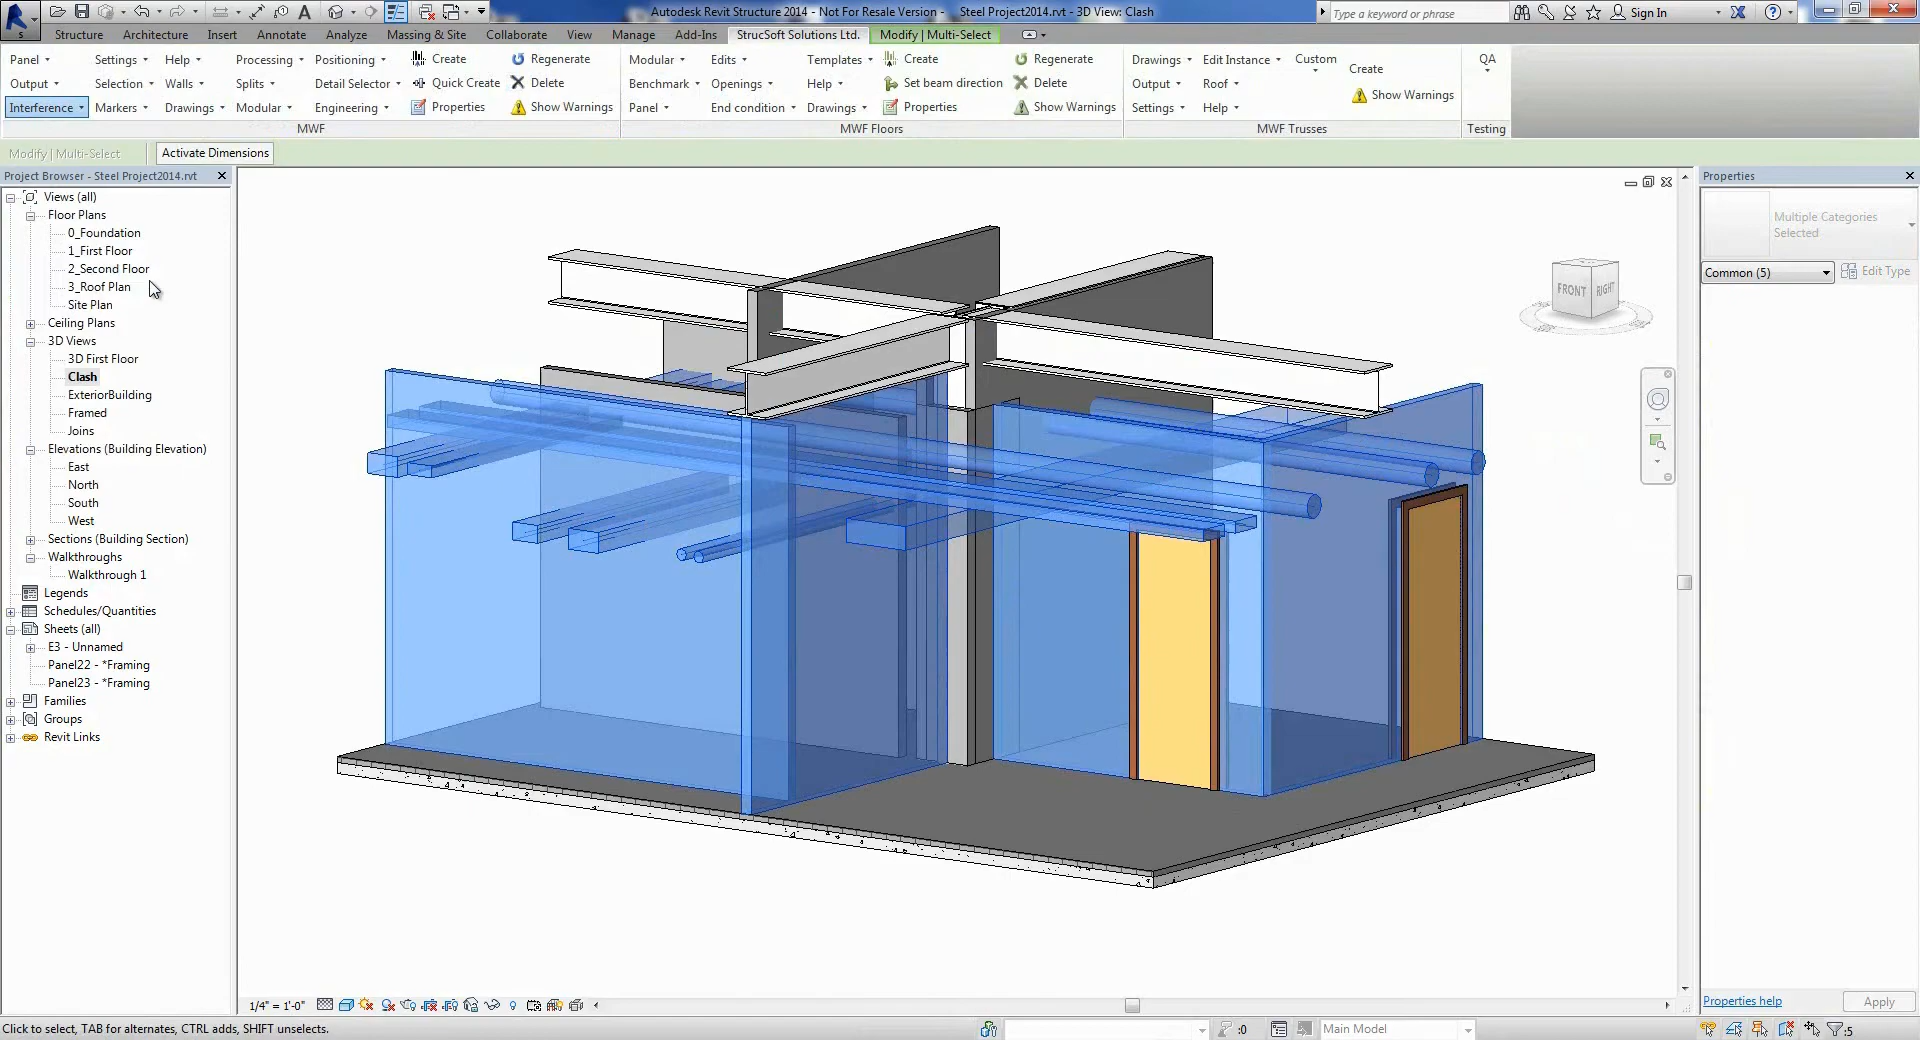 Autodesk Revit Structure 2014 - Not For Resale Version - Steel Project2014.rvt - 3D View: Clash
Type a keyword or phrase
Sign In
Structure Architecture Insert Annotate Analyze Massing & Site Collaborate View Manage Add-Ins StrucSoft Solutions Ltd. Modify | Multi-Select
Panel Settings Help Processing Positioning Create Regenerate Modular Edits Templates Create Regenerate Drawings Edit Instance Custom Create QA
Output Selection Walls Splits Detail Selector Quick Create Delete Benchmark Openings Help Set beam direction Delete Output Roof Show Warnings
Interference Markers Drawings Modular Engineering Properties Show Warnings Panel End condition Drawings Properties Show Warnings Settings Help
MWF MWF Floors MWF Trusses Testing
Modify | Multi-Select Activate Dimensions
Project Browser - Steel Project2014.rvt
Views (all)
Floor Plans
0_Foundation
1_First Floor
2_Second Floor
3_Roof Plan
Site Plan
Ceiling Plans
3D Views
3D First Floor
Clash
ExteriorBuilding
Framed
Joins
Elevations (Building Elevation)
East
North
South
West
Sections (Building Section)
Walkthroughs
Walkthrough 1
Legends
Schedules/Quantities
Sheets (all)
E3 - Unnamed
Panel22 - *Framing
Panel23 - *Framing
Families
Groups
Revit Links
FRONT RIGHT
Properties
Multiple Categories
Selected
Common (5) Edit Type
Properties help Apply
1/4" = 1'-0"
Click to select, TAB for alternates, CTRL adds, SHIFT unselects.
:0 Main Model :5